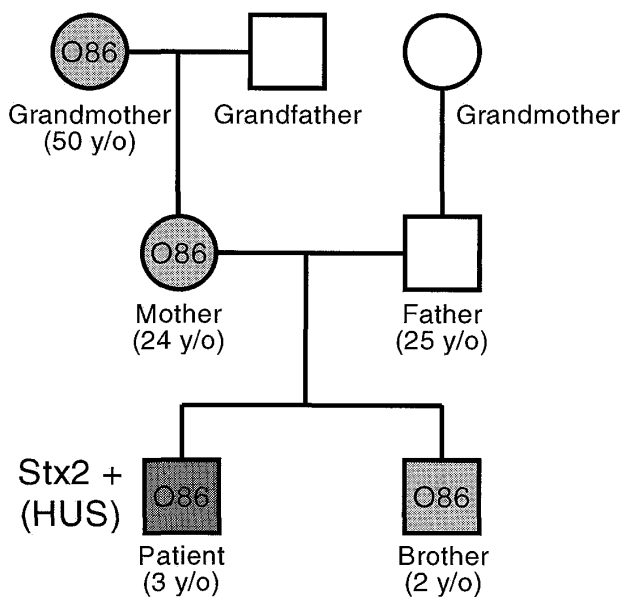 O86
Grandmother
(50 y/o)
Grandfather
Grandmother
O86
Mother
(24 y/o)
Father
(25 y/o)
Stx2 +
(HUS)
O86
Patient
(3 y/o)
O86
Brother
(2 y/o)